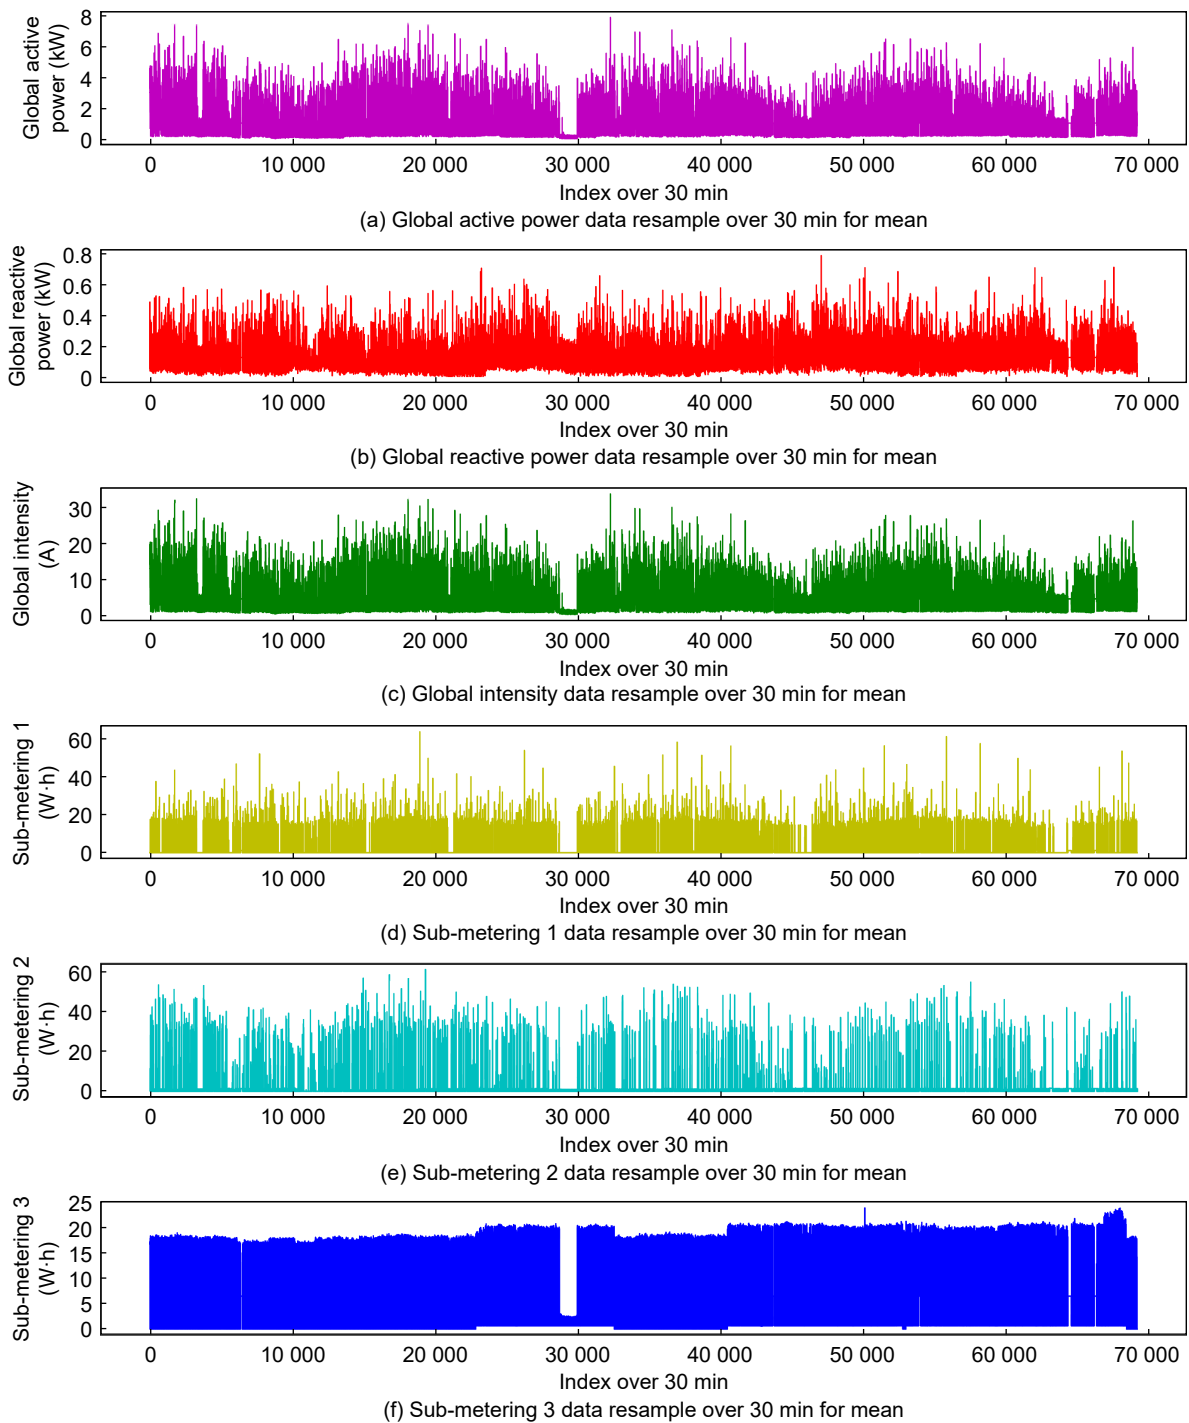 Global active
power (kW)
8
6
4
2
0
0 10 000 20 000 30 000 40 000 50 000 60 000 70 000
Index over 30 min
(a) Global active power data resample over 30 min for mean
Global reactive
power (kW)
0.8
0.6
0.4
0.2
0
0 10 000 20 000 30 000 40 000 50 000 60 000 70 000
Index over 30 min
(b) Global reactive power data resample over 30 min for mean
Global intensity
(A)
30
20
10
0
0 10 000 20 000 30 000 40 000 50 000 60 000 70 000
Index over 30 min
(c) Global intensity data resample over 30 min for mean
Sub-metering 1
(W·h)
60
40
20
0
0 10 000 20 000 30 000 40 000 50 000 60 000 70 000
Index over 30 min
(d) Sub-metering 1 data resample over 30 min for mean
Sub-metering 2
(W·h)
60
40
20
0
0 10 000 20 000 30 000 40 000 50 000 60 000 70 000
Index over 30 min
(e) Sub-metering 2 data resample over 30 min for mean
Sub-metering 3
(W·h)
25
20
15
10
5
0
0 10 000 20 000 30 000 40 000 50 000 60 000 70 000
Index over 30 min
(f) Sub-metering 3 data resample over 30 min for mean